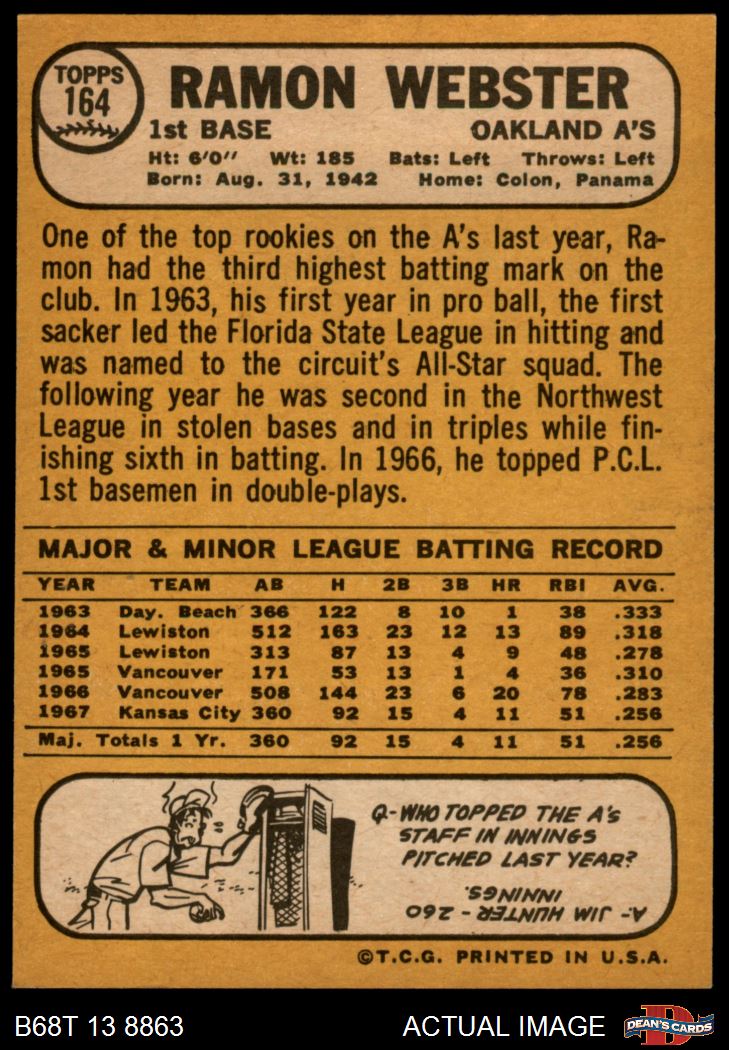 TOPPS
164
RAMON WEBSTER
1st BASE OAKLAND A'S
Ht: 6'0" Wt: 185 Bats: Left Throws: Left
Born: Aug. 31, 1942 Home: Colon, Panama
One of the top rookies on the A's last year, Ra-
mon had the third highest batting mark on the
club. In 1963, his first year in pro ball, the first
sacker led the Florida State League in hitting and
was named to the circuit's All-Star squad. The
following year he was second in the Northwest
League in stolen bases and in triples while fin-
ishing sixth in batting. In 1966, he topped P.C.L.
1st basemen in double-plays.
MAJOR & MINOR LEAGUE BATTING RECORD
YEAR TEAM AB H 2B 3B HR RBI AVG.
1963 Day. Beach 366 122 8 10 1 38 .333
1964 Lewiston 512 163 23 12 13 89 .318
1965 Lewiston 313 87 13 4 9 48 .278
1965 Vancouver 171 53 13 1 4 36 .310
1966 Vancouver 508 144 23 6 20 78 .283
1967 Kansas City 360 92 15 4 11 51 .256
Maj. Totals 1 Yr. 360 92 15 4 11 51 .256
Q-WHO TOPPED THE A's
STAFF IN INNINGS
PITCHED LAST YEAR?
A- JIM HUNTER - 260
INNINGS.
©T.C.G. PRINTED IN U.S.A.
B68T 13 8863 ACTUAL IMAGE
D
DEAN'S CARDS